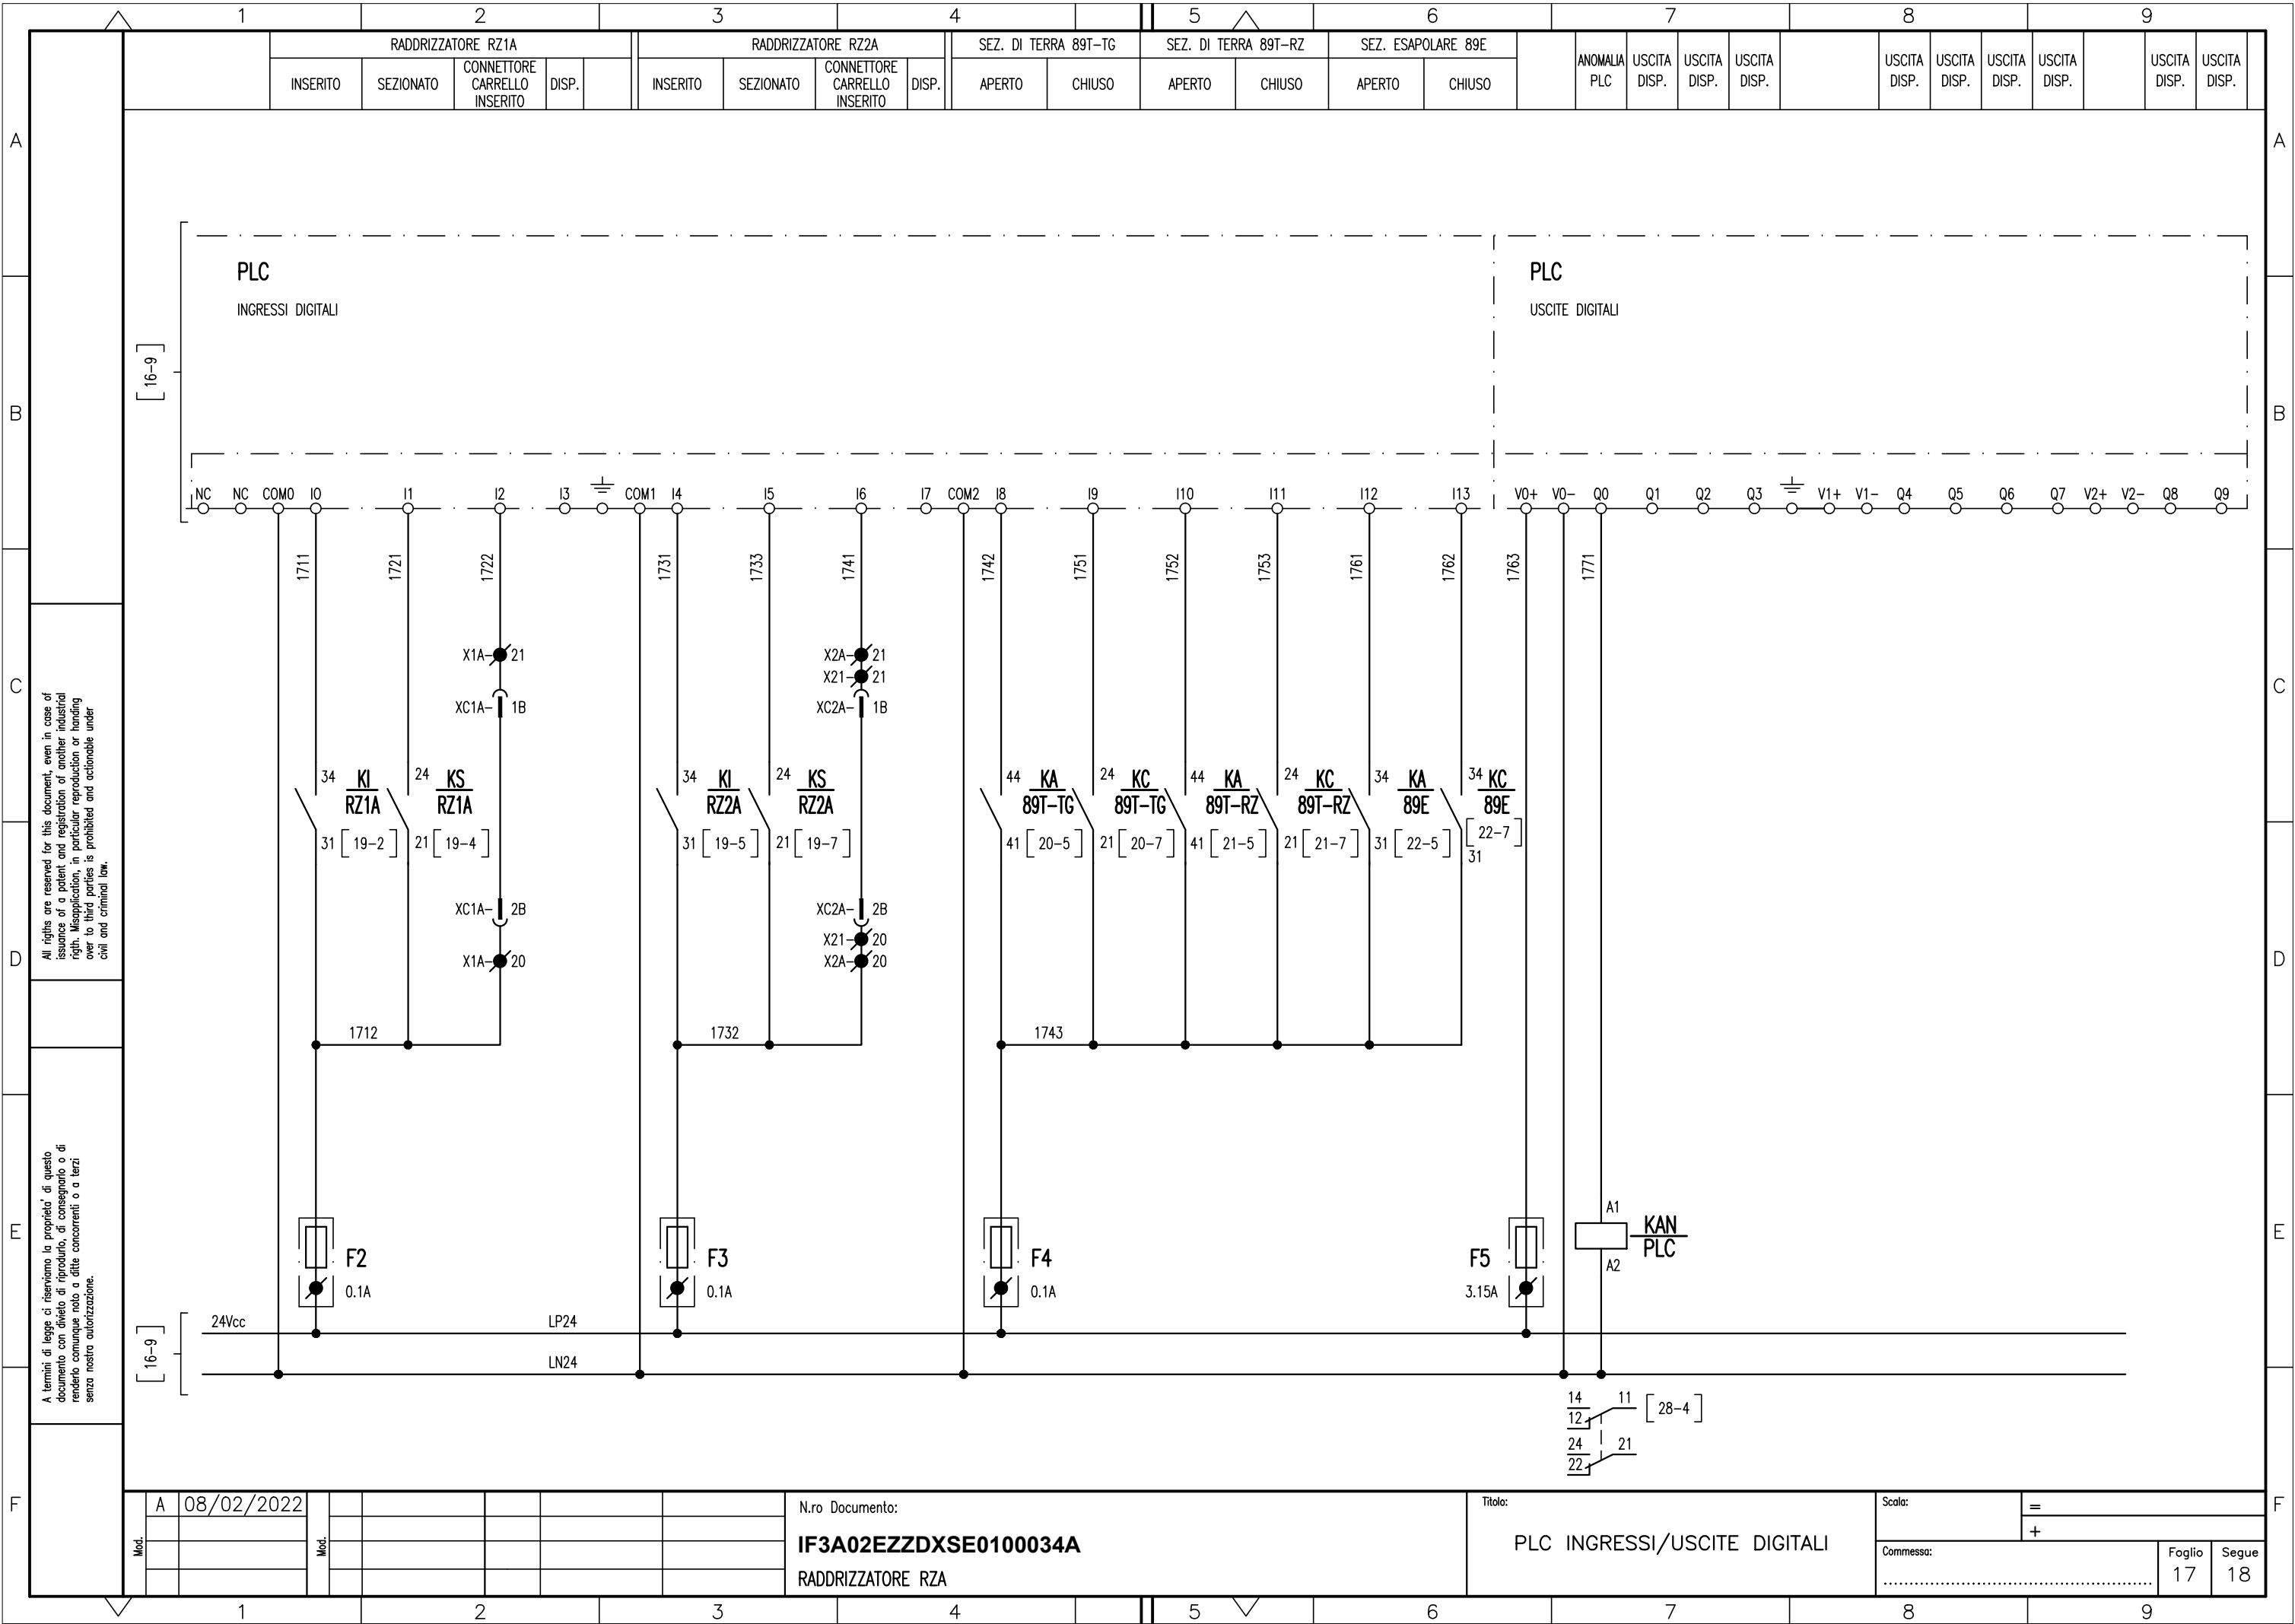 1 2 3 4 5 6 7 8 9
RADDRIZZATORE RZ1A
INSERITO
SEZIONATO
CONNETTORE
CARRELLO
INSERITO
DISP.
RADDRIZZATORE RZ2A
INSERITO
SEZIONATO
CONNETTORE
CARRELLO
INSERITO
DISP.
SEZ. DI TERRA 89T-TG
APERTO
CHIUSO
SEZ. DI TERRA 89T-RZ
APERTO
CHIUSO
SEZ. ESAPOLARE 89E
APERTO
CHIUSO
ANOMALIA
PLC
USCITA
DISP.
USCITA
DISP.
USCITA
DISP.
USCITA
DISP.
USCITA
DISP.
USCITA
DISP.
USCITA
DISP.
USCITA
DISP.
USCITA
DISP.
A A
PLC
INGRESSI DIGITALI
PLC
USCITE DIGITALI
16-9
B B
NC NC COM0 I0 I1 I2 I3 COM1 I4 I5 I6 I7 COM2 I8 I9 I10 I11 I12 I13 V0+ V0- Q0 Q1 Q2 Q3 V1+ V1- Q4 Q5 Q6 Q7 V2+ V2- Q8 Q9
1711 1721 1722 1731 1733 1741 1742 1751 1752 1753 1761 1762 1763 1771
X1A- 21 X2A- 21
X21- 21
XC1A- 1B XC2A- 1B
C C
34 KI 24 KS 34 KI 24 KS 44 KA 24 KC 44 KA 24 KC 34 KA 34 KC
RZ1A RZ1A RZ2A RZ2A 89T-TG 89T-TG 89T-RZ 89T-RZ 89E 89E
31 19-2 21 19-4 31 19-5 21 19-7 41 20-5 21 20-7 41 21-5 21 21-7 31 22-5 22-7
31
XC1A- 2B XC2A- 2B
X21- 20
X1A- 20 X2A- 20
D D
1712 1732 1743
A1
KAN
PLC
A2
E E
F2 F3 F4 F5
0.1A 0.1A 0.1A 3.15A
24Vcc LP24
16-9
LN24
14 11 28-4
12
24 21
22
All rigths are reserved for this document, even in case of
issuance of a patent and registration of another industrial
rigth. Misapplication, in particular reproduction or handing
over to third parties is prohibited and actionable under
civil and criminal law.
A termini di legge ci riserviamo la proprieta' di questo
documento con divieto di riprodurlo, di consegnarlo o di
renderlo comunque noto a ditte concorrenti o a terzi
senza nostra autorizzazione.
F F
A 08/02/2022
Mod.
Mod.
N.ro Documento:
IF3A02EZZDXSE0100034A
RADDRIZZATORE RZA
Titolo:
PLC INGRESSI/USCITE DIGITALI
Scala:
=
+
Commessa:
Foglio
17
Segue
18
1 2 3 4 5 6 7 8 9